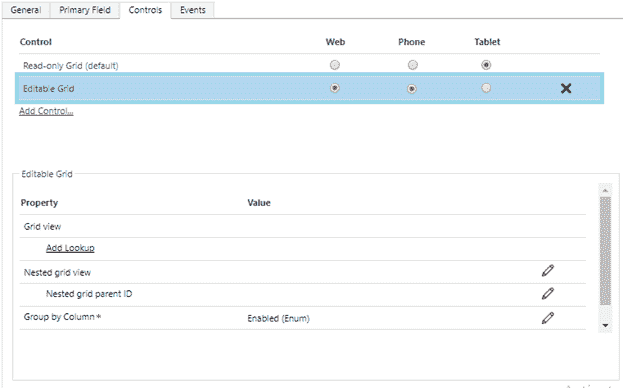 General Primary Field Controls Events
Control Web Phone Tablet
Read-only Grid (default)
Editable Grid
Add Control...
Editable Grid
Property Value
Grid view
Add Lookup
Nested grid view
Nested grid parent ID
Group by Column * Enabled (Enum)